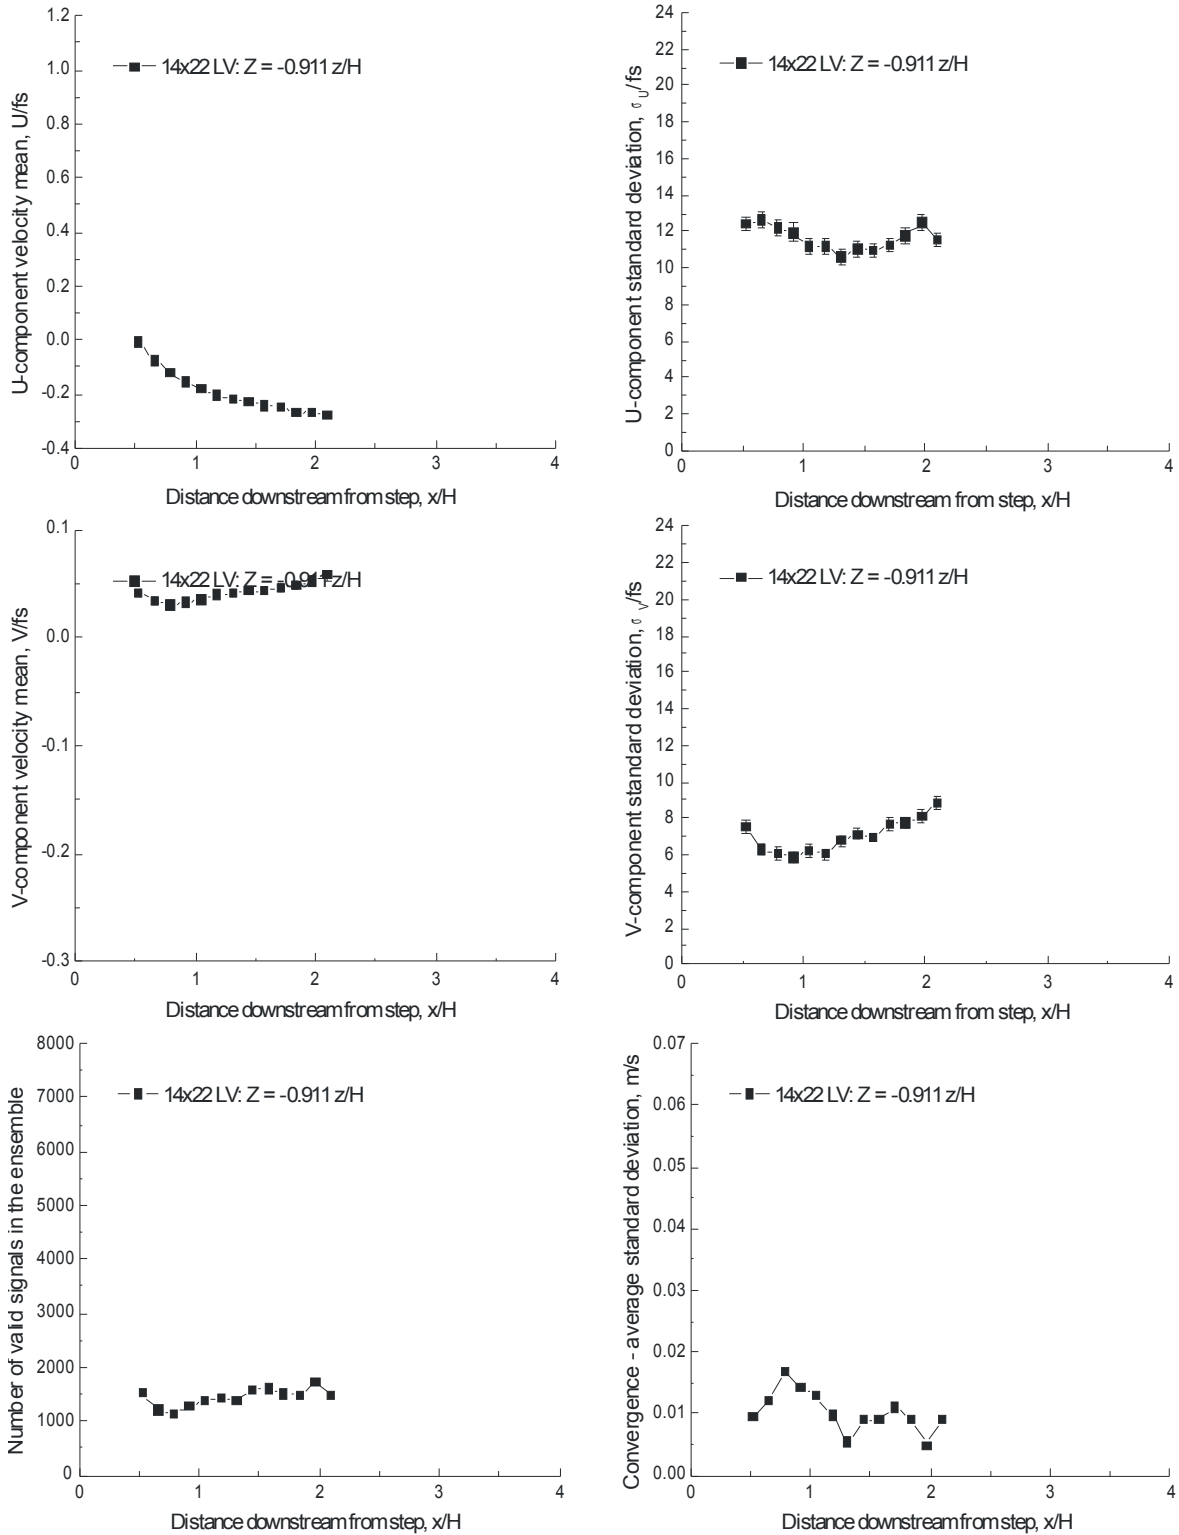 1.2
1.0
0.8
0.6
0.4
0.2
0.0
-0.2
-0.4
U-component velocity mean, U/fs
14x22 LV: Z = -0.911 z/H
0 1 2 3 4
Distance downstream from step, x/H
24
22
20
18
16
14
12
10
8
6
4
2
0
U-component standard deviation, σU/fs
14x22 LV: Z = -0.911 z/H
0 1 2 3 4
Distance downstream from step, x/H
0.1
0.0
-0.1
-0.2
-0.3
V-component velocity mean, V/fs
14x22 LV: Z = -0.911 z/H
0 1 2 3 4
Distance downstream from step, x/H
24
22
20
18
16
14
12
10
8
6
4
2
0
V-component standard deviation, σV/fs
14x22 LV: Z = -0.911 z/H
0 1 2 3 4
Distance downstream from step, x/H
8000
7000
6000
5000
4000
3000
2000
1000
0
Number of valid signals in the ensemble
14x22 LV: Z = -0.911 z/H
0 1 2 3 4
Distance downstream from step, x/H
0.07
0.06
0.05
0.04
0.03
0.02
0.01
0.00
Convergence - average standard deviation, m/s
14x22 LV: Z = -0.911 z/H
0 1 2 3 4
Distance downstream from step, x/H